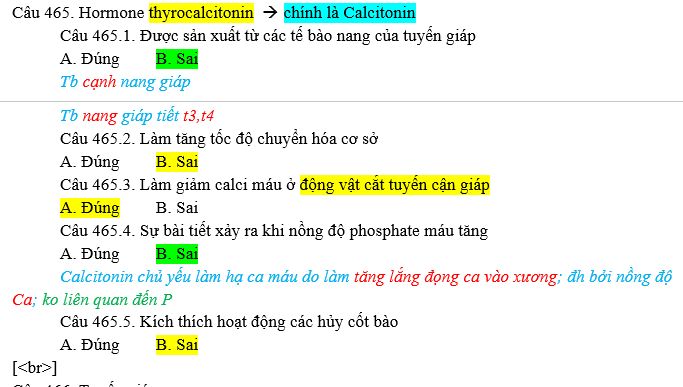 Câu 465. Hormone thyrocalcitonin → chính là Calcitonin
Câu 465.1. Được sản xuất từ các tế bào nang của tuyến giáp
A. Đúng B. Sai
Tb cạnh nang giáp
Tb nang giáp tiết t3,t4
Câu 465.2. Làm tăng tốc độ chuyển hóa cơ sở
A. Đúng B. Sai
Câu 465.3. Làm giảm calci máu ở động vật cắt tuyến cận giáp
A. Đúng B. Sai
Câu 465.4. Sự bài tiết xảy ra khi nồng độ phosphate máu tăng
A. Đúng B. Sai
Calcitonin chủ yếu làm hạ ca máu do làm tăng lắng đọng ca vào xương; đh bởi nồng độ
Ca; ko liên quan đến P
Câu 465.5. Kích thích hoạt động các hủy cốt bào
A. Đúng B. Sai
[<br>]